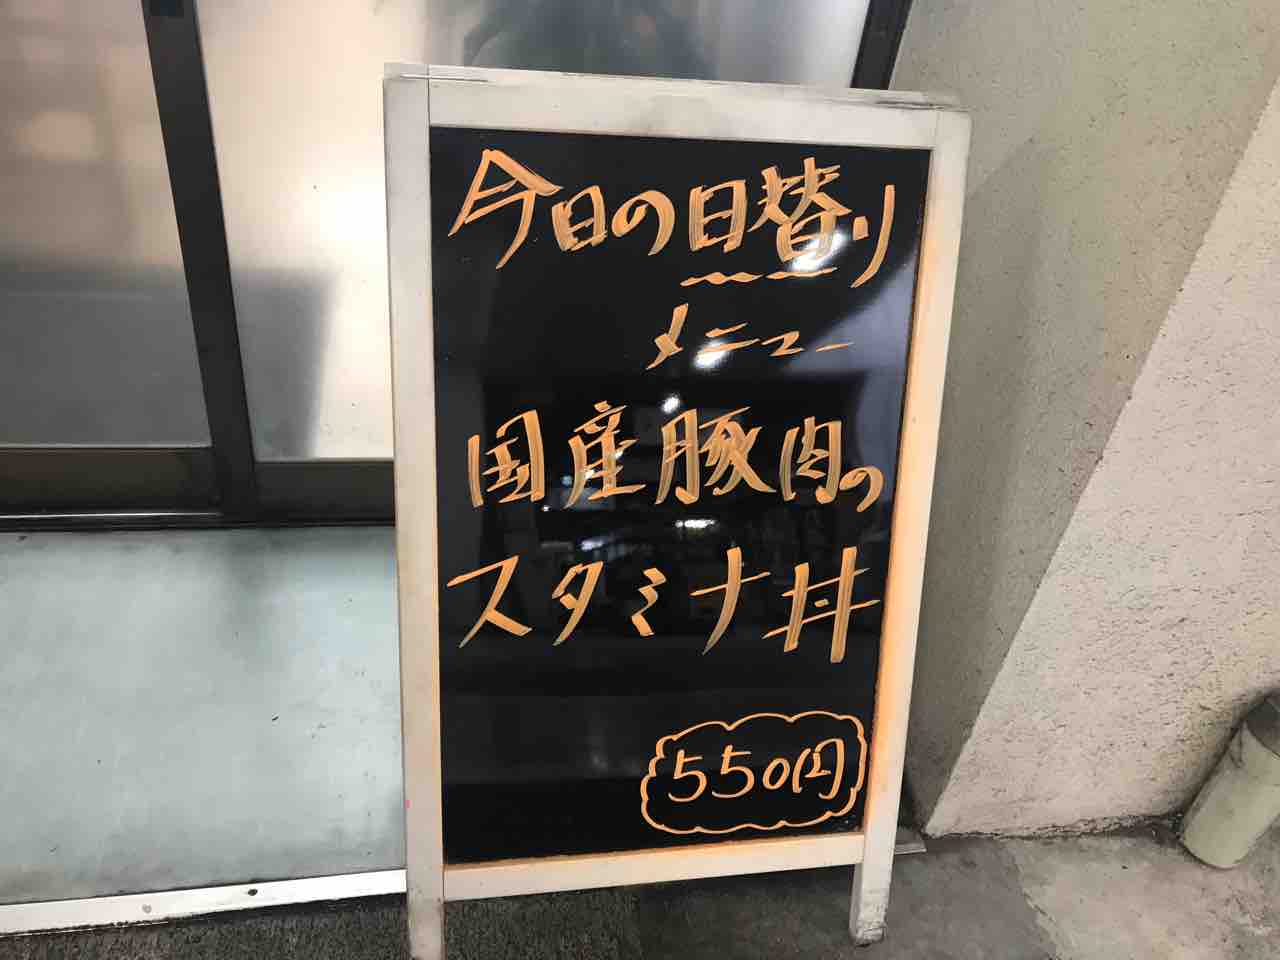 今日の日替り
メニュー
国産豚肉の
スタミナ丼
550円